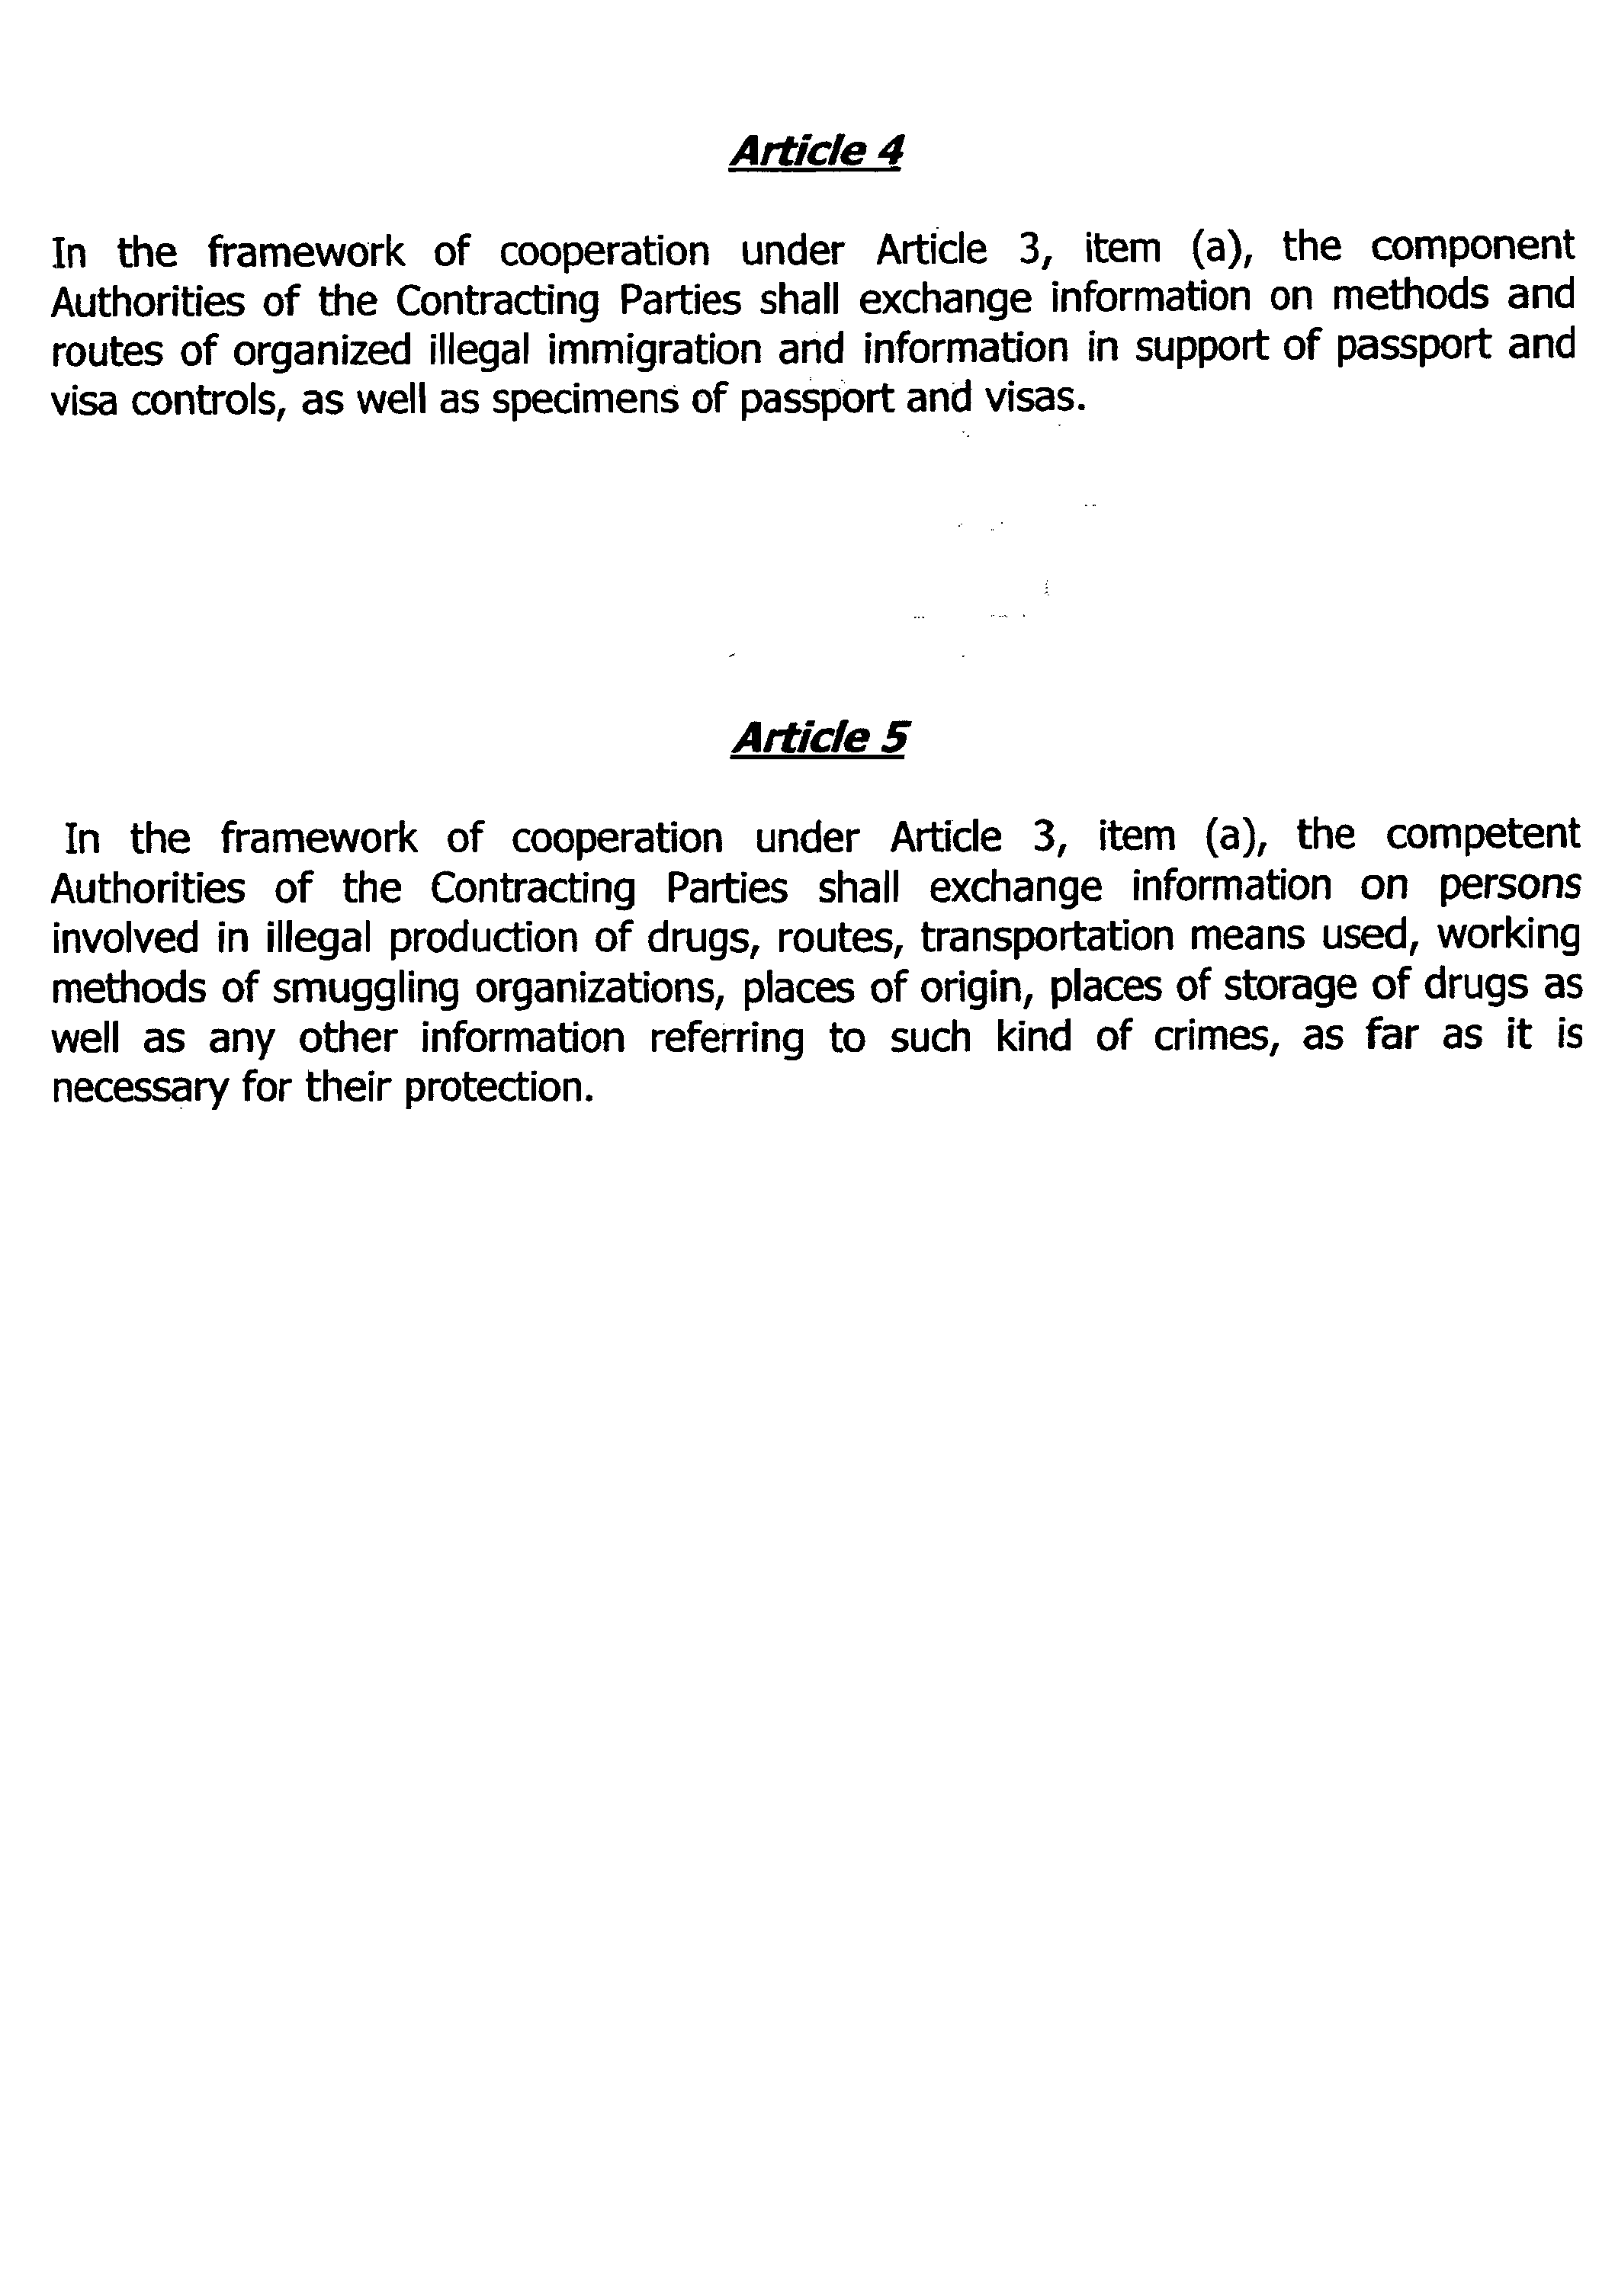 Article 4
In the framework of cooperation under Article 3, item (a), the component
Authorities of the Contracting Parties shall exchange information on methods and
routes of organized illegal immigration and information in support of passport and
visa controls, as well as specimens of passport and visas.
Article 5
In the framework of cooperation under Article 3, item (a), the competent
Authorities of the Contracting Parties shall exchange information on persons
involved in illegal production of drugs, routes, transportation means used, working
methods of smuggling organizations, places of origin, places of storage of drugs as
well as any other information referring to such kind of crimes, as far as it is
necessary for their protection.